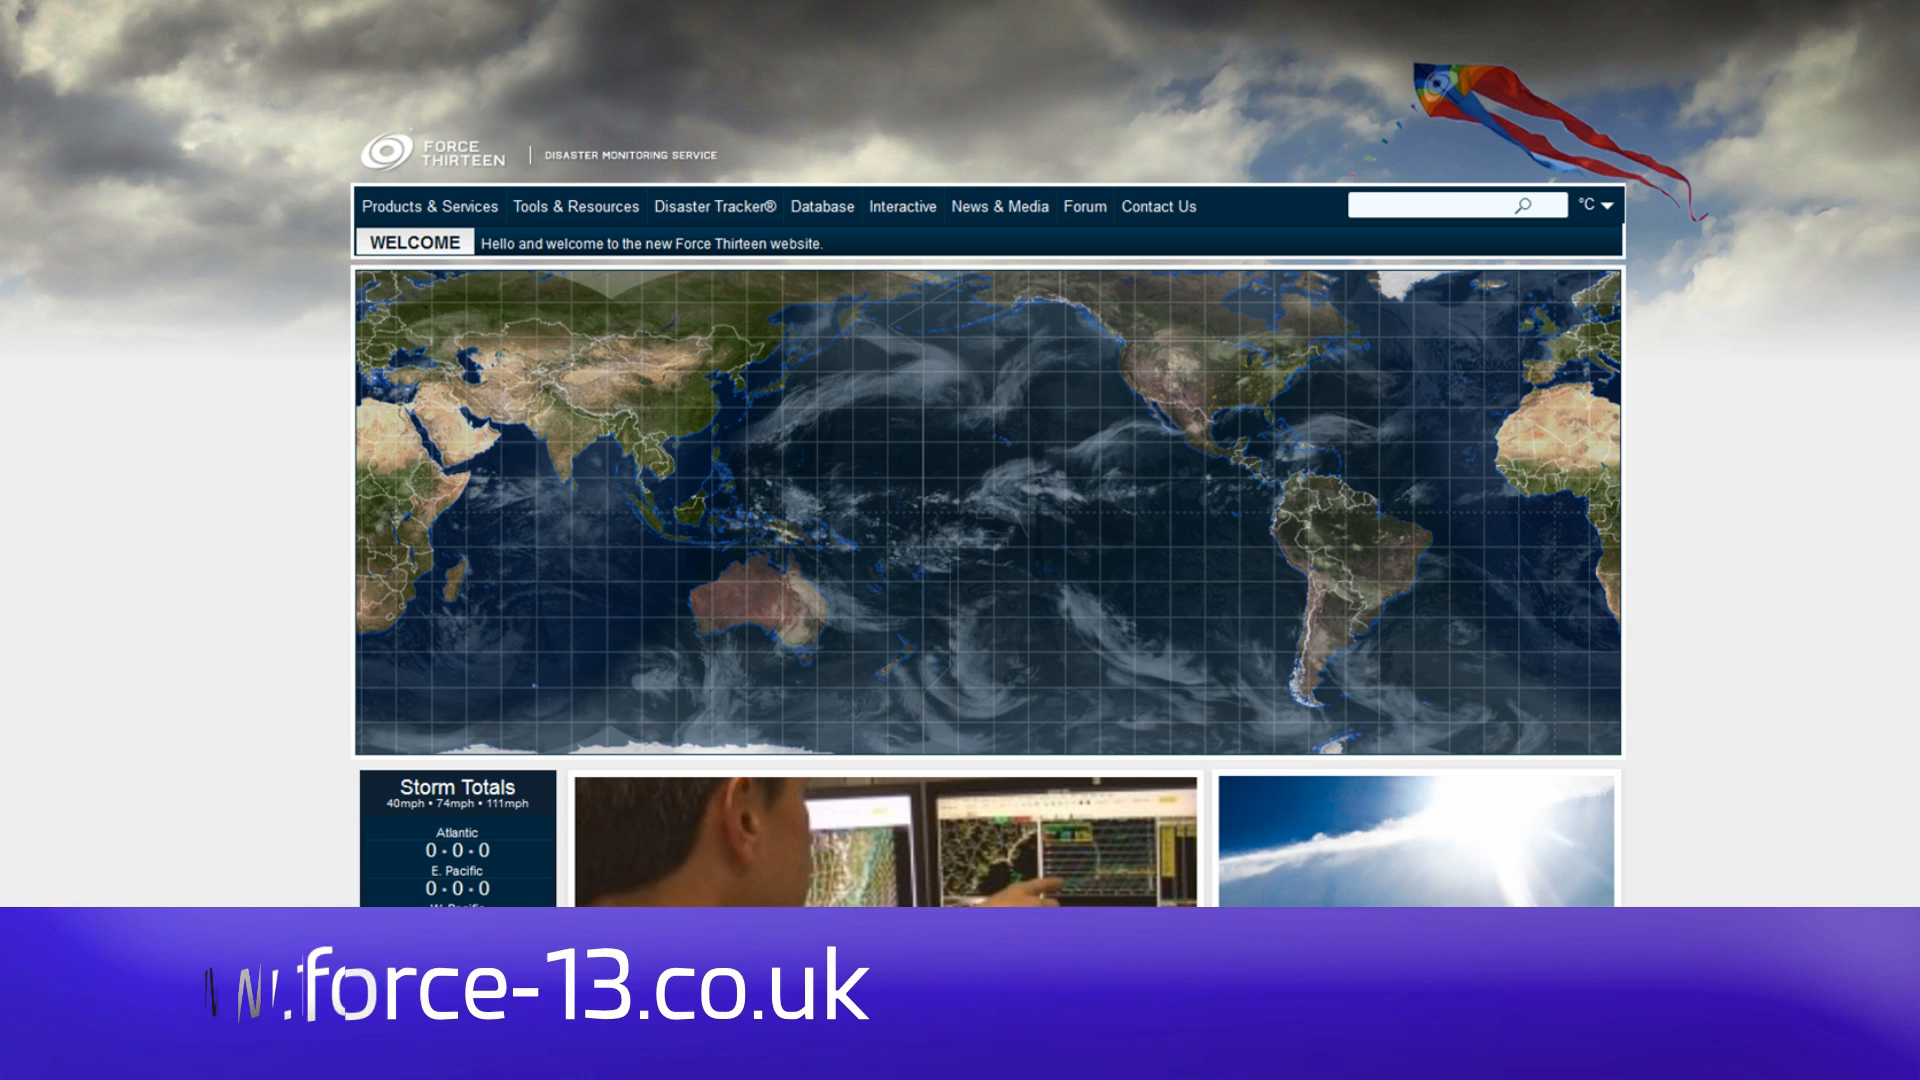 FORCE
THIRTEEN
DISASTER MONITORING SERVICE
Products & Services Tools & Resources Disaster Tracker® Database Interactive News & Media Forum Contact Us °C
WELCOME Hello and welcome to the new Force Thirteen website.
Storm Totals
40mph • 74mph • 111mph
Atlantic
0 • 0 • 0
E. Pacific
0 • 0 • 0
.force-13.co.uk